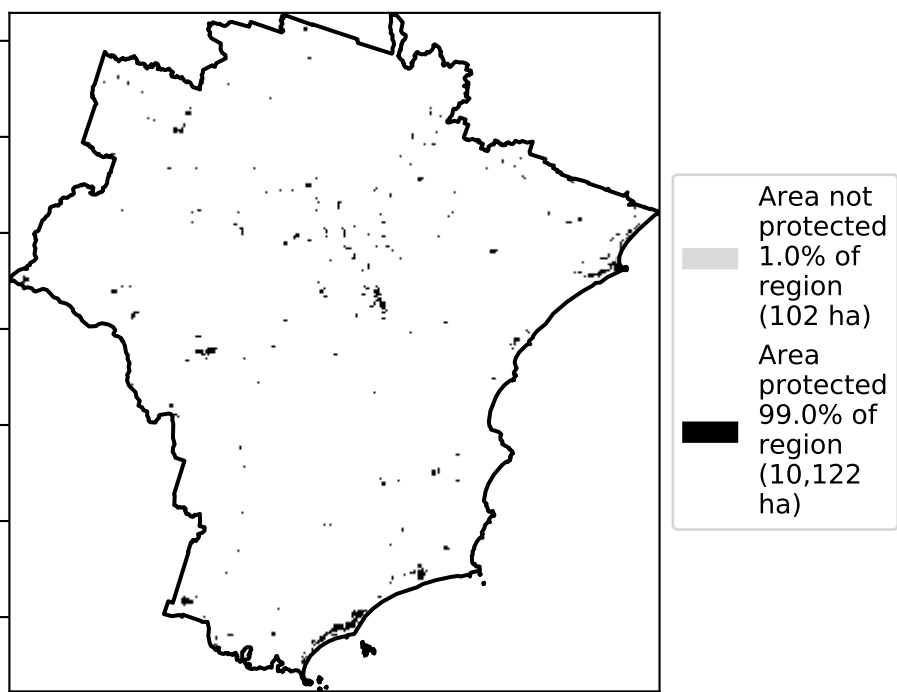 Area not
protected
1.0% of
region
(102 ha)
Area
protected
99.0% of
region
(10,122
ha)